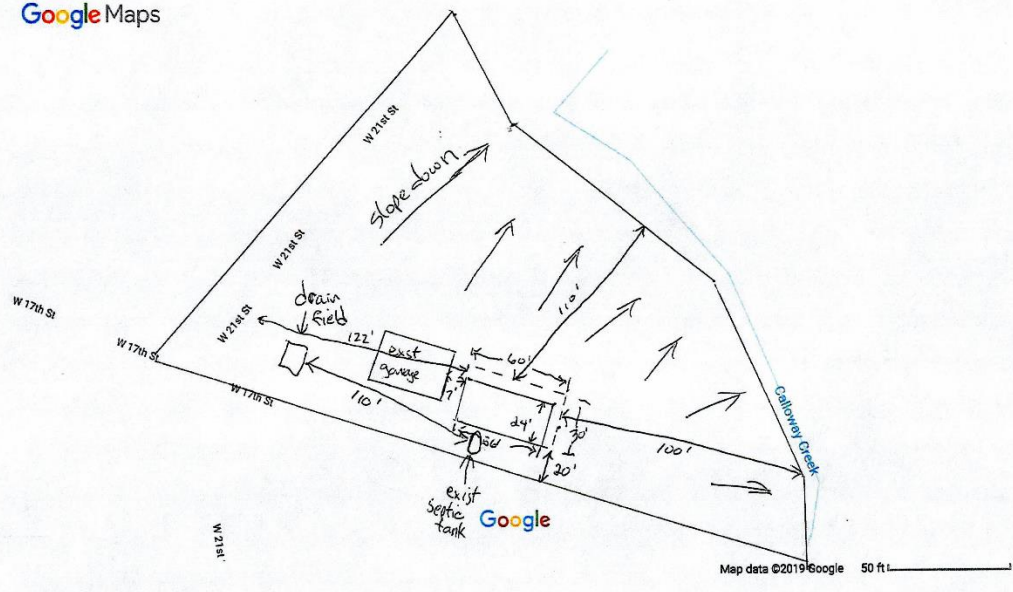 Google Maps
W 21st St
slope down
W 21st St
W 17th St
drain
field
W 21st St
110'
122'
W 17th St
exist
garage
60'
7'
W 17th St
110'
24'
30'
100'
Calloway Creek
20'
exist
septic
tank
Google
W 21st
Map data ©2019 Google 50 ft